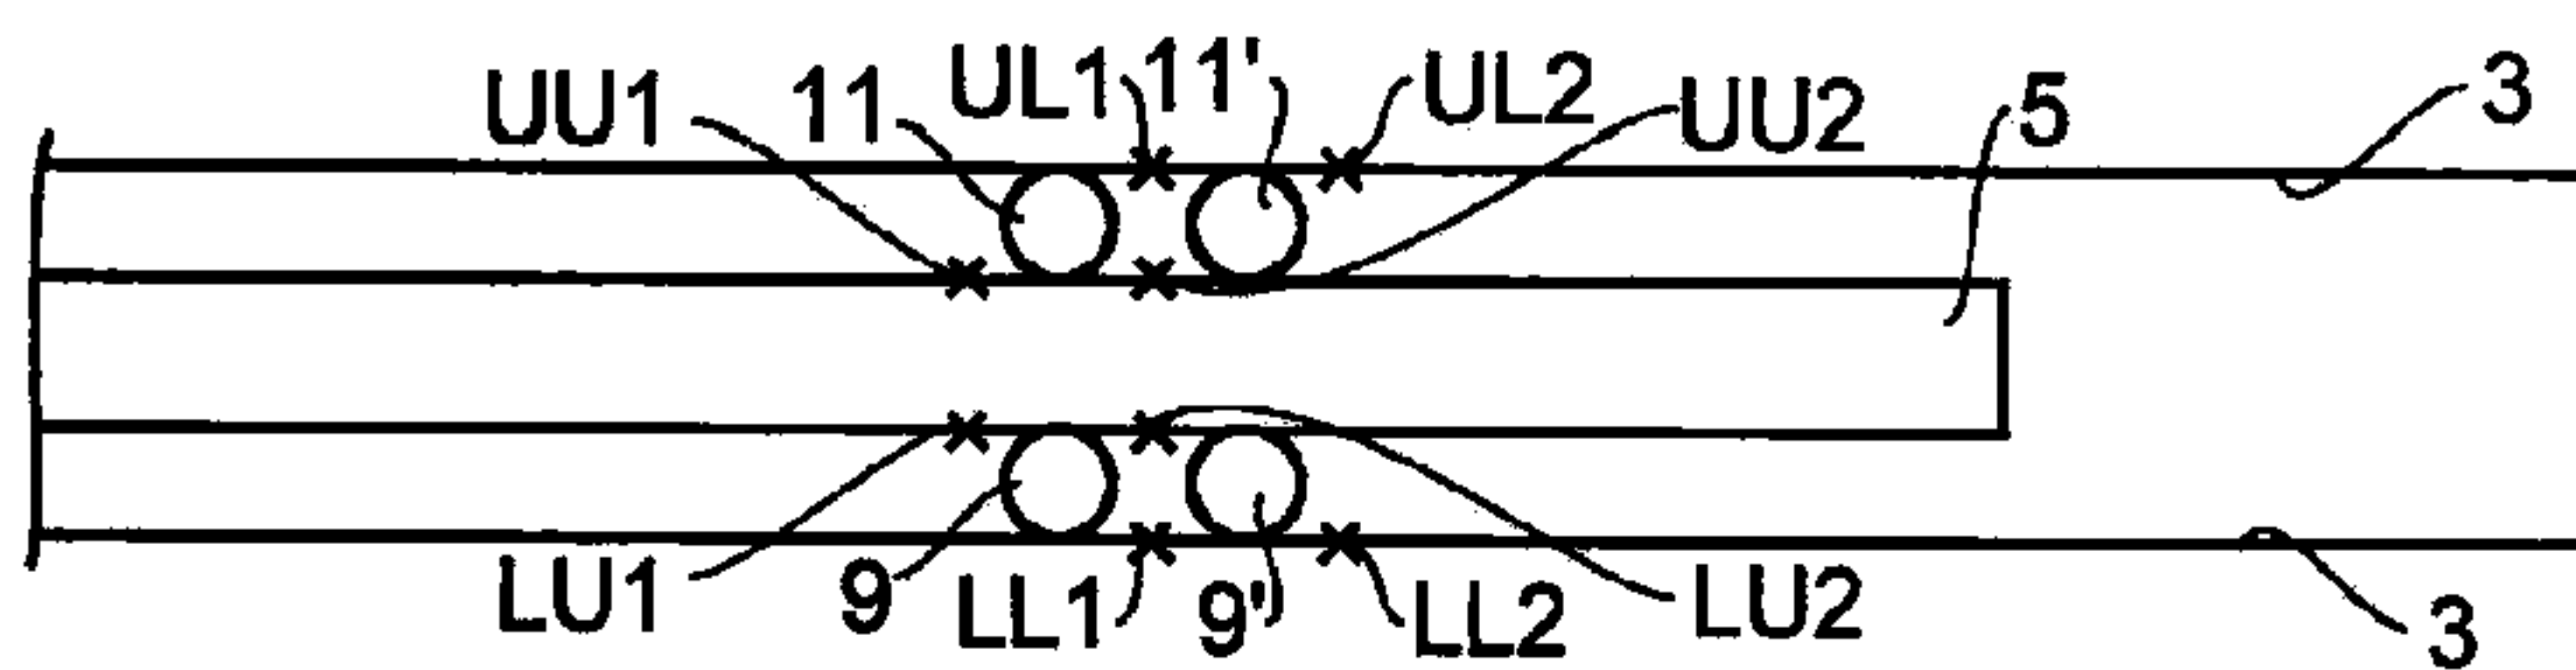 UU1 11 UL1 11' UL2 UU2 5 3
LU1 9 LL1 9' LL2 LU2 3